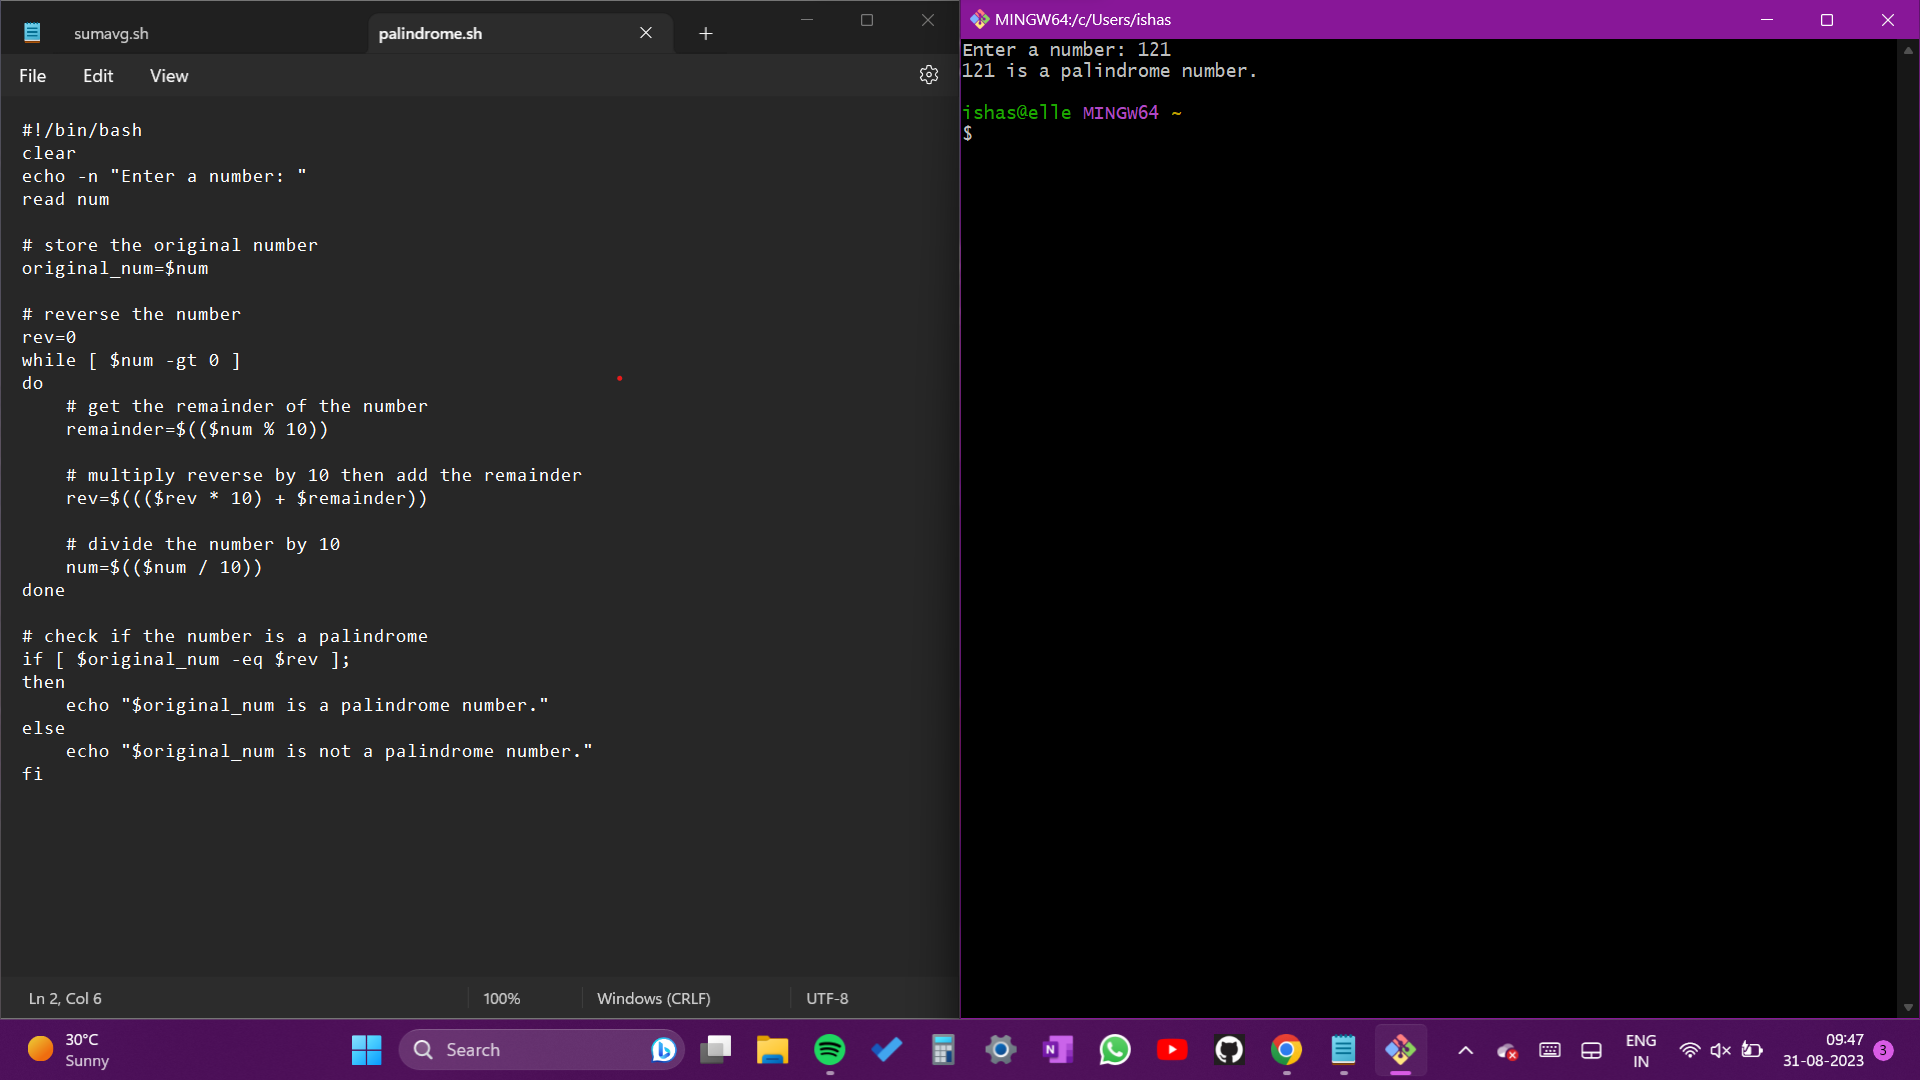 sumavg.sh
palindrome.sh
File Edit View
#!/bin/bash
clear
echo -n "Enter a number: "
read num

# store the original number
original_num=$num

# reverse the number
rev=0
while [ $num -gt 0 ]
do
    # get the remainder of the number
    remainder=$(($num % 10))

    # multiply reverse by 10 then add the remainder
    rev=$((($rev * 10) + $remainder))

    # divide the number by 10
    num=$(($num / 10))
done

# check if the number is a palindrome
if [ $original_num -eq $rev ];
then
    echo "$original_num is a palindrome number."
else
    echo "$original_num is not a palindrome number."
fi
Ln 2, Col 6 100% Windows (CRLF) UTF-8
MINGW64:/c/Users/ishas
Enter a number: 121
121 is a palindrome number.

ishas@elle MINGW64 ~
$
30°C
Sunny
Search
ENG
IN
09:47
31-08-2023
3